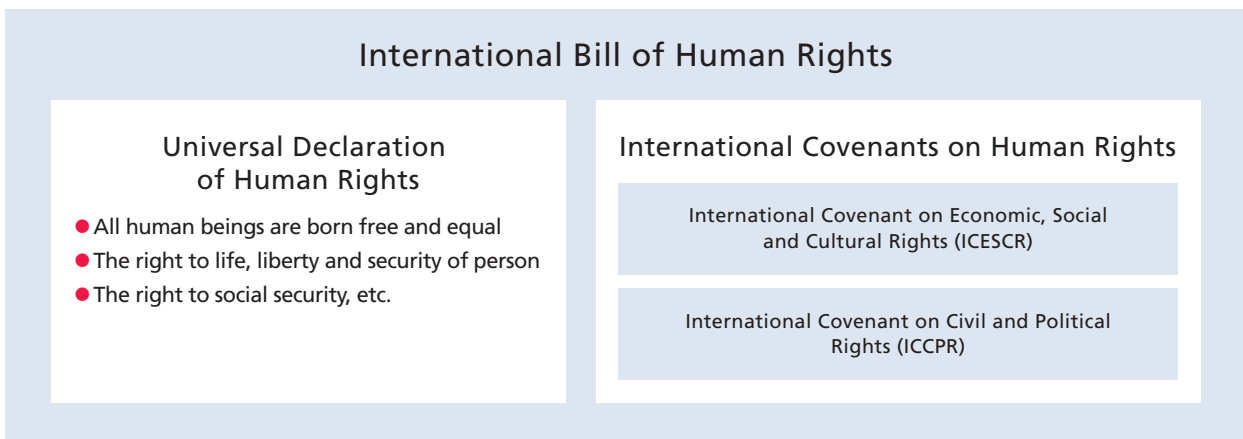 International Bill of Human Rights
Universal Declaration
of Human Rights
● All human beings are born free and equal
● The right to life, liberty and security of person
● The right to social security, etc.
International Covenants on Human Rights
International Covenant on Economic, Social
and Cultural Rights (ICESCR)
International Covenant on Civil and Political
Rights (ICCPR)